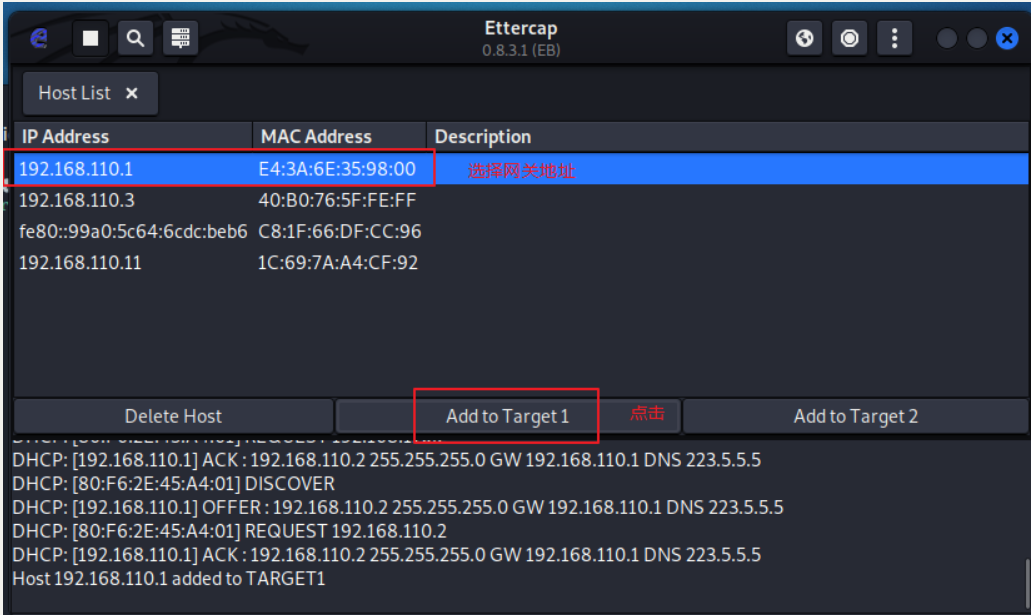 Ettercap
0.8.3.1 (EB)
Host List ×
IP Address MAC Address Description
192.168.110.1 E4:3A:6E:35:98:00 选择网关地址
192.168.110.3 40:B0:76:5F:FE:FF
fe80::99a0:5c64:6cdc:beb6 C8:1F:66:DF:CC:96
192.168.110.11 1C:69:7A:A4:CF:92
Delete Host Add to Target 1 点击 Add to Target 2
DHCP: [192.168.110.1] ACK : 192.168.110.2 255.255.255.0 GW 192.168.110.1 DNS 223.5.5.5
DHCP: [80:F6:2E:45:A4:01] DISCOVER
DHCP: [192.168.110.1] OFFER : 192.168.110.2 255.255.255.0 GW 192.168.110.1 DNS 223.5.5.5
DHCP: [80:F6:2E:45:A4:01] REQUEST 192.168.110.2
DHCP: [192.168.110.1] ACK : 192.168.110.2 255.255.255.0 GW 192.168.110.1 DNS 223.5.5.5
Host 192.168.110.1 added to TARGET1